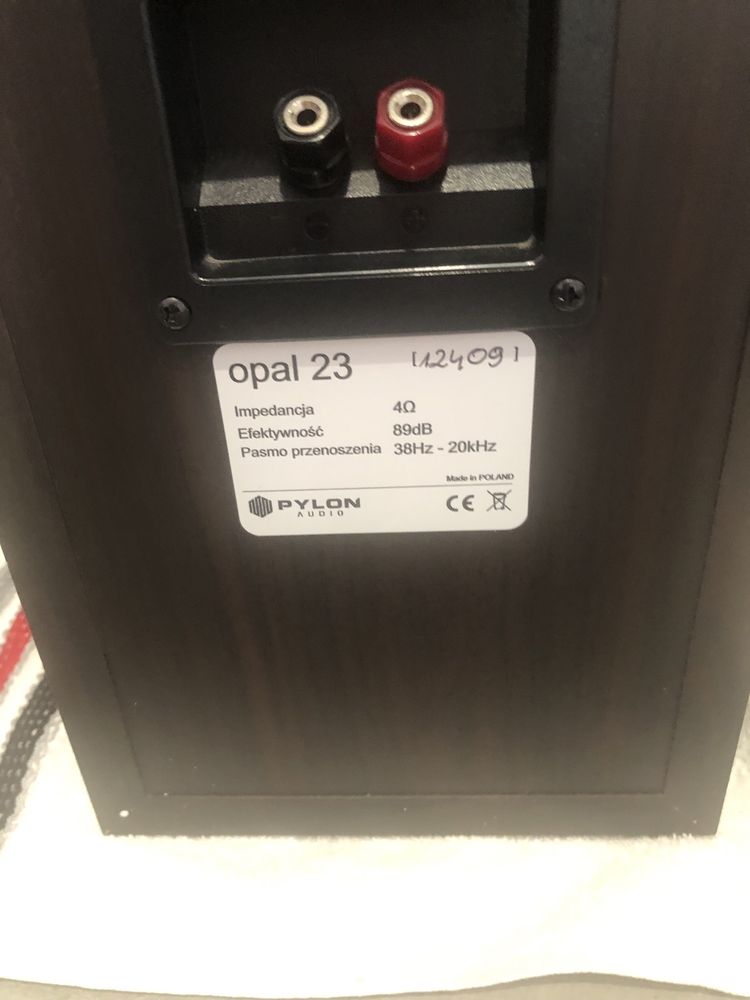 opal 23 [12409]
Impedancja 4Ω
Efektywność 89dB
Pasmo przenoszenia 38Hz - 20kHz
Made in POLAND
PYLON
AUDIO
CE